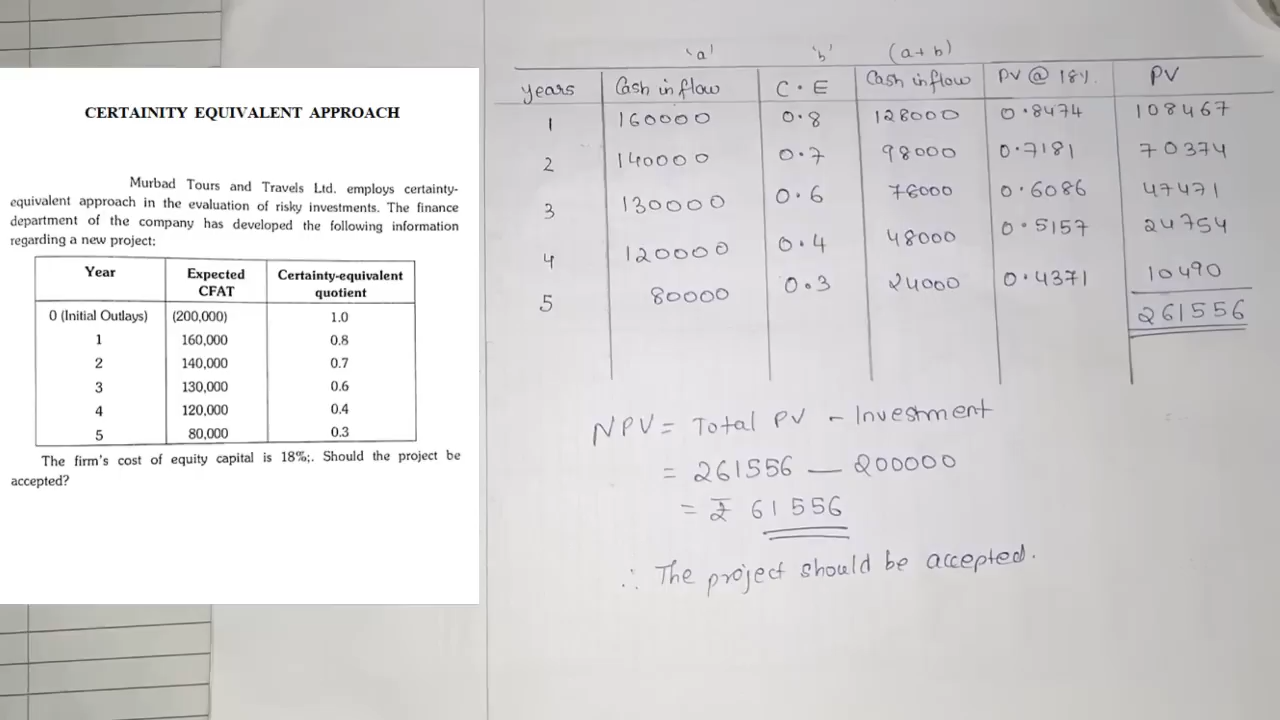 CERTAINITY EQUIVALENT APPROACH
Murbad Tours and Travels Ltd. employs certainty-
equivalent approach in the evaluation of risky investments. The finance
department of the company has developed the following information
regarding a new project:
Year Expected CFAT Certainty-equivalent quotient
0 (Initial Outlays) (200,000) 1.0
1 160,000 0.8
2 140,000 0.7
3 130,000 0.6
4 120,000 0.4
5 80,000 0.3
The firm's cost of equity capital is 18%;. Should the project be
accepted?
'a' 'b' (a+b)
years Cash inflow C.E Cash inflow PV @ 18%. PV
1 160000 0.8 128000 0.8474 108467
2 140000 0.7 98000 0.7181 70374
3 130000 0.6 78000 0.6086 47471
4 120000 0.4 48000 0.5157 24754
5 80000 0.3 24000 0.4371 10490
261556
NPV = Total PV - Investment
= 261556 — 200000
= ₹ 61556
∴ The project should be accepted.